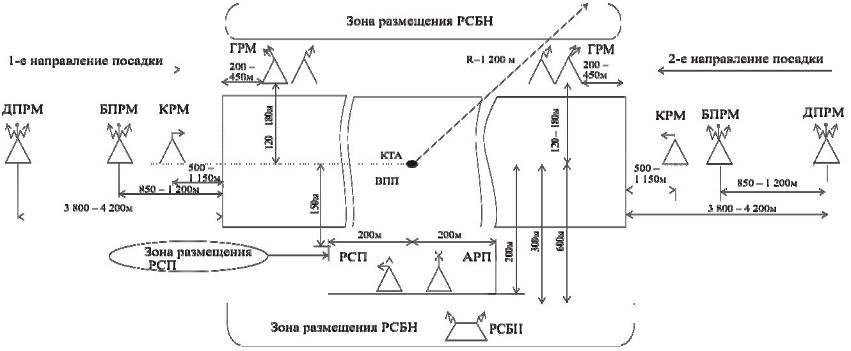 Зона размещения РСБН
ГРМ
ГРМ
R–1 200 м
1-е направление посадки
2-е направление посадки
200 –
450м
200 –
450м
ДПРМ
БПРМ
КРМ
КРМ
БПРМ
ДПРМ
120 180м
120–180м
КТА
ВПП
500 –
1 150м
500 –
1 150м
850 – 1 200м
850 – 1 200м
3 800 – 4 200м
3 800 – 4 200м
150м
200м
200м
200м
300м
600м
Зона размещения
РСП
РСП
АРП
Зона размещения РСБН
РСБН